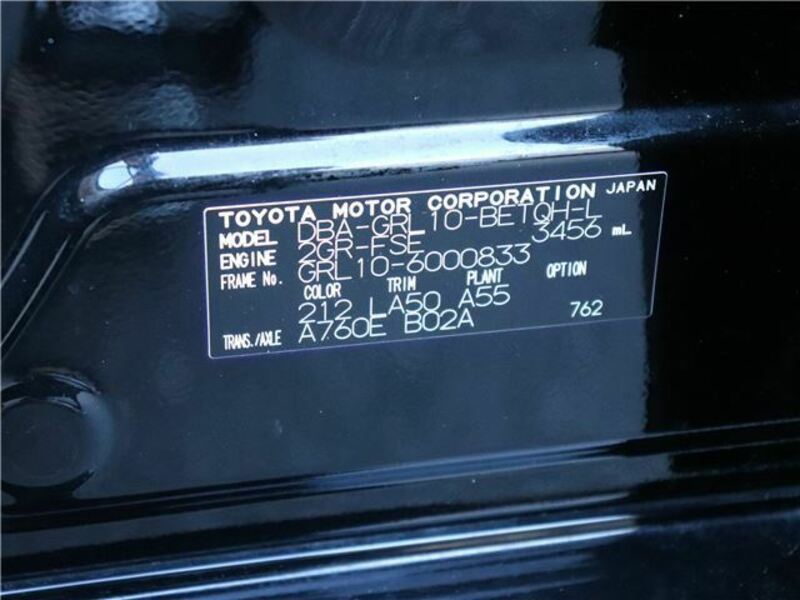 TOYOTA MOTOR CORPORATION JAPAN
MODEL DBA-GRL10-BETQH-L
ENGINE 2GR-FSE 3456 mL
FRAME No. GRL10-6000833
COLOR TRIM PLANT OPTION
212 LA50 A55
TRANS./AXLE A760E B02A 762